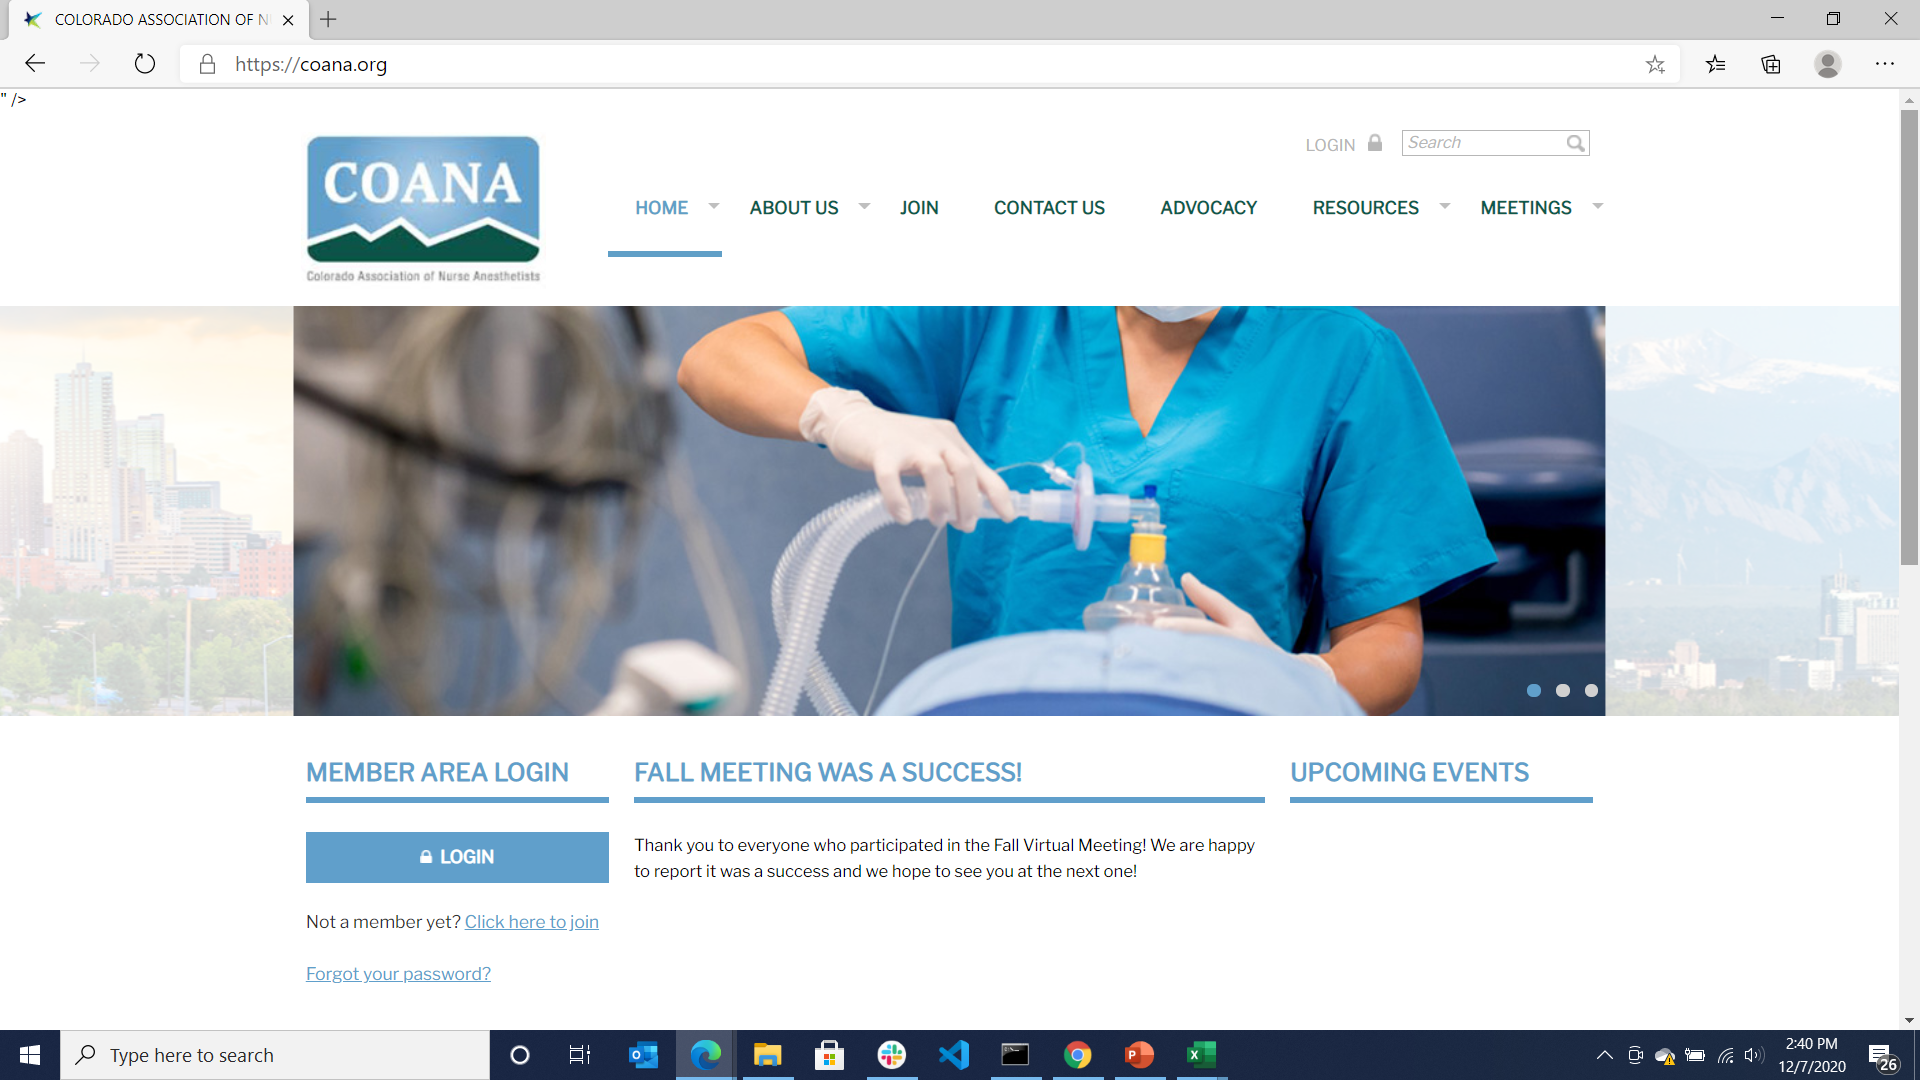 COLORADO ASSOCIATION OF N
https://coana.org
" />
COANA
Colorado Association of Nurse Anesthetists
LOGIN
Search
HOME
ABOUT US
JOIN
CONTACT US
ADVOCACY
RESOURCES
MEETINGS
MEMBER AREA LOGIN
LOGIN
Not a member yet? Click here to join
Forgot your password?
FALL MEETING WAS A SUCCESS!
Thank you to everyone who participated in the Fall Virtual Meeting! We are happy
to report it was a success and we hope to see you at the next one!
UPCOMING EVENTS
Type here to search
2:40 PM
12/7/2020
26